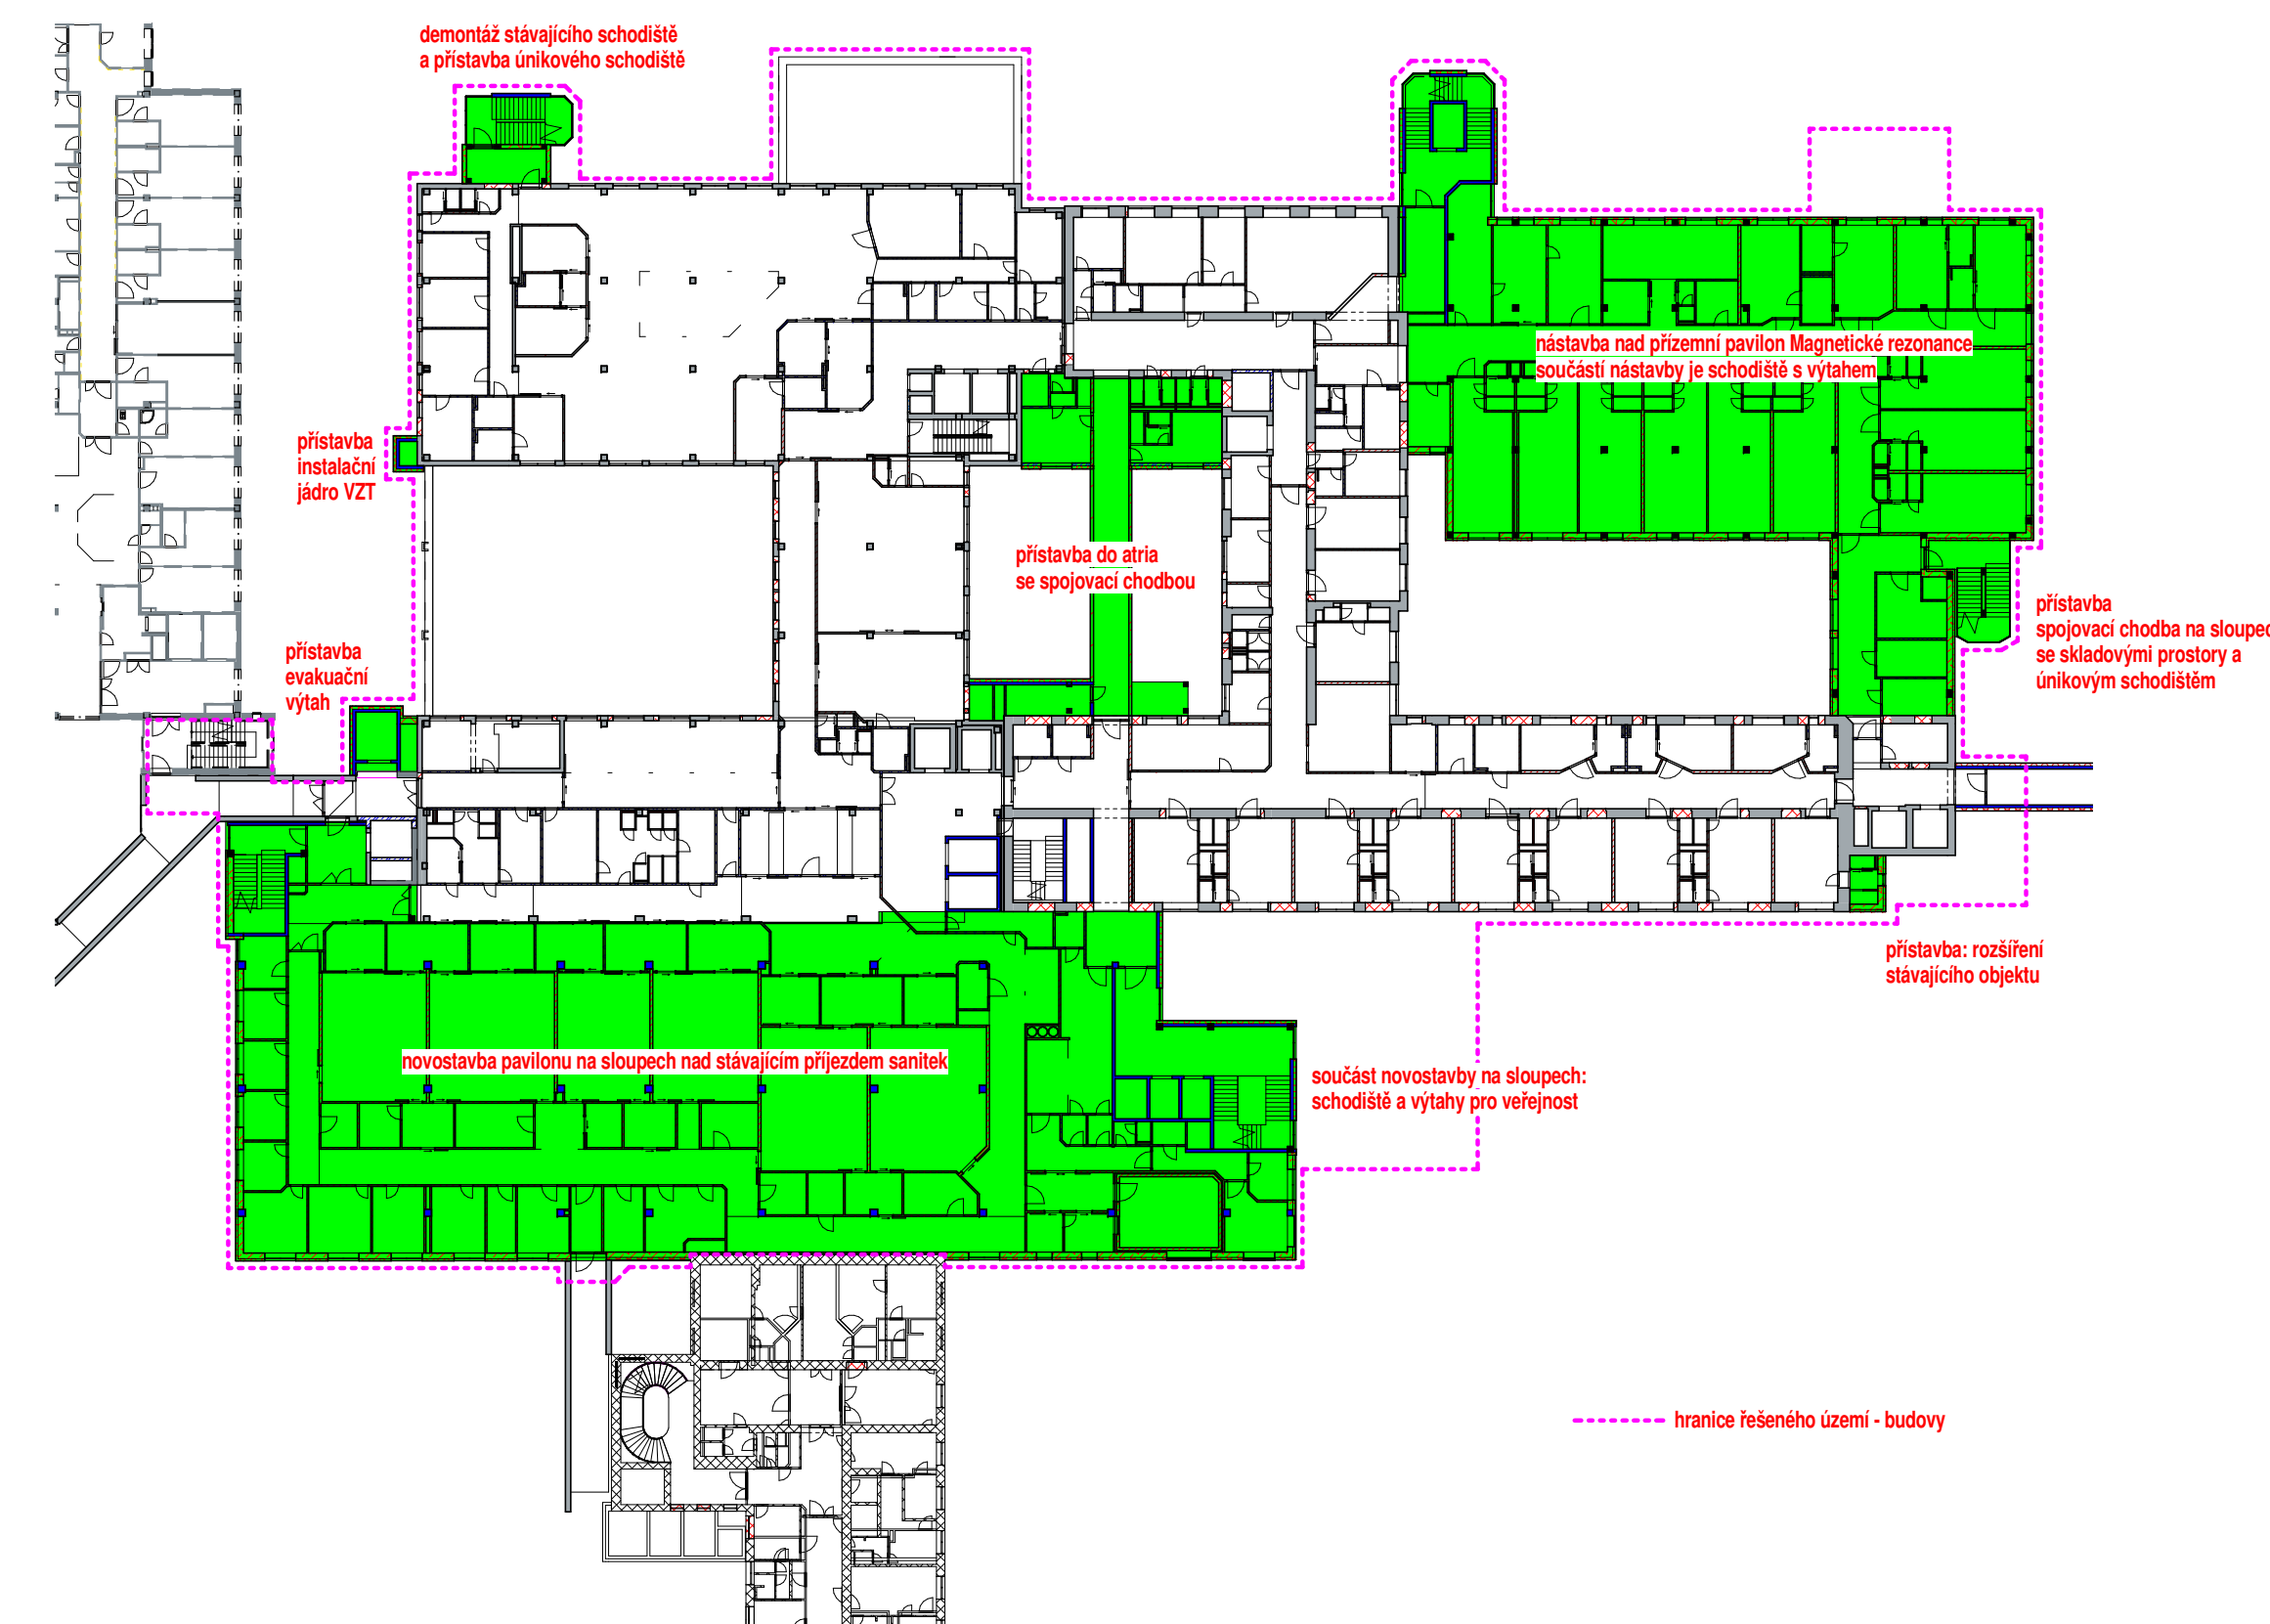 demontáž stávajícího schodiště
a přístavba únikového schodiště
nástavba nad přízemní pavilon Magnetické rezonance
součástí nástavby je schodiště s výtahem
přístavba
instalační
jádro VZT
přístavba do atria
se spojovací chodbou
přístavba
spojovací chodba na sloupec
se skladovými prostory a
únikovým schodištěm
přístavba
evakuační
výtah
přístavba: rozšíření
stávajícího objektu
novostavba pavilonu na sloupech nad stávajícím příjezdem sanitek
součást novostavby na sloupech:
schodiště a výtahy pro veřejnost
hranice řešeného území - budovy